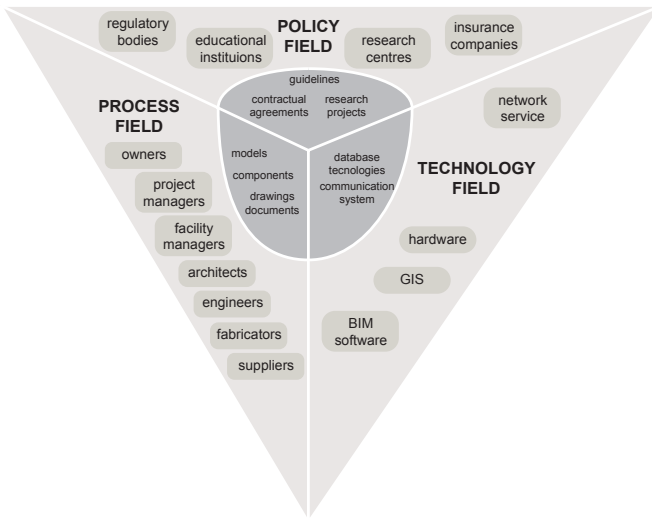 regulatory
bodies
educational
instituions
POLICY
FIELD
research
centres
insurance
companies
guidelines
contractual
agreements
research
projects
PROCESS
FIELD
owners
project
managers
facility
managers
architects
engineers
fabricators
suppliers
models
components
drawings
documents
database
tecnologies
communication
system
network
service
TECHNOLOGY
FIELD
hardware
GIS
BIM
software